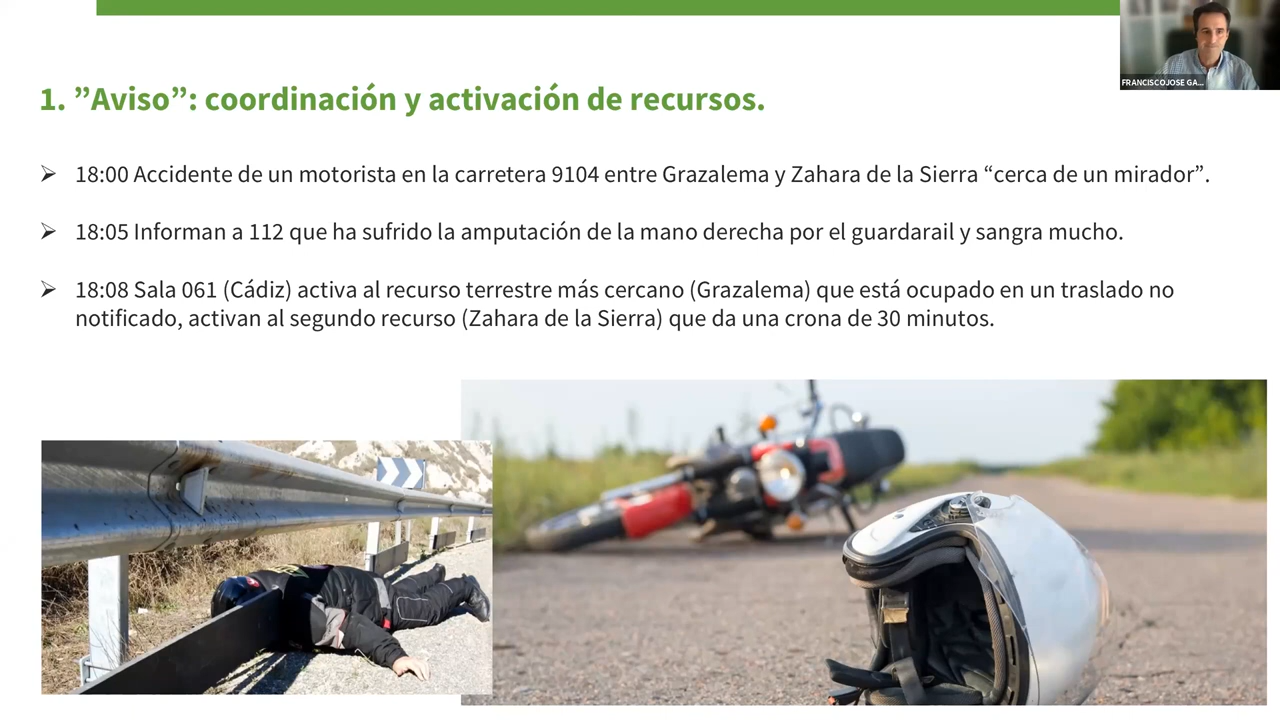 FRANCISCOJOSE GA...
1. ”Aviso”: coordinación y activación de recursos.
➢ 18:00 Accidente de un motorista en la carretera 9104 entre Grazalema y Zahara de la Sierra “cerca de un mirador”.
➢ 18:05 Informan a 112 que ha sufrido la amputación de la mano derecha por el guardarail y sangra mucho.
➢ 18:08 Sala 061 (Cádiz) activa al recurso terrestre más cercano (Grazalema) que está ocupado en un traslado no
notificado, activan al segundo recurso (Zahara de la Sierra) que da una crona de 30 minutos.